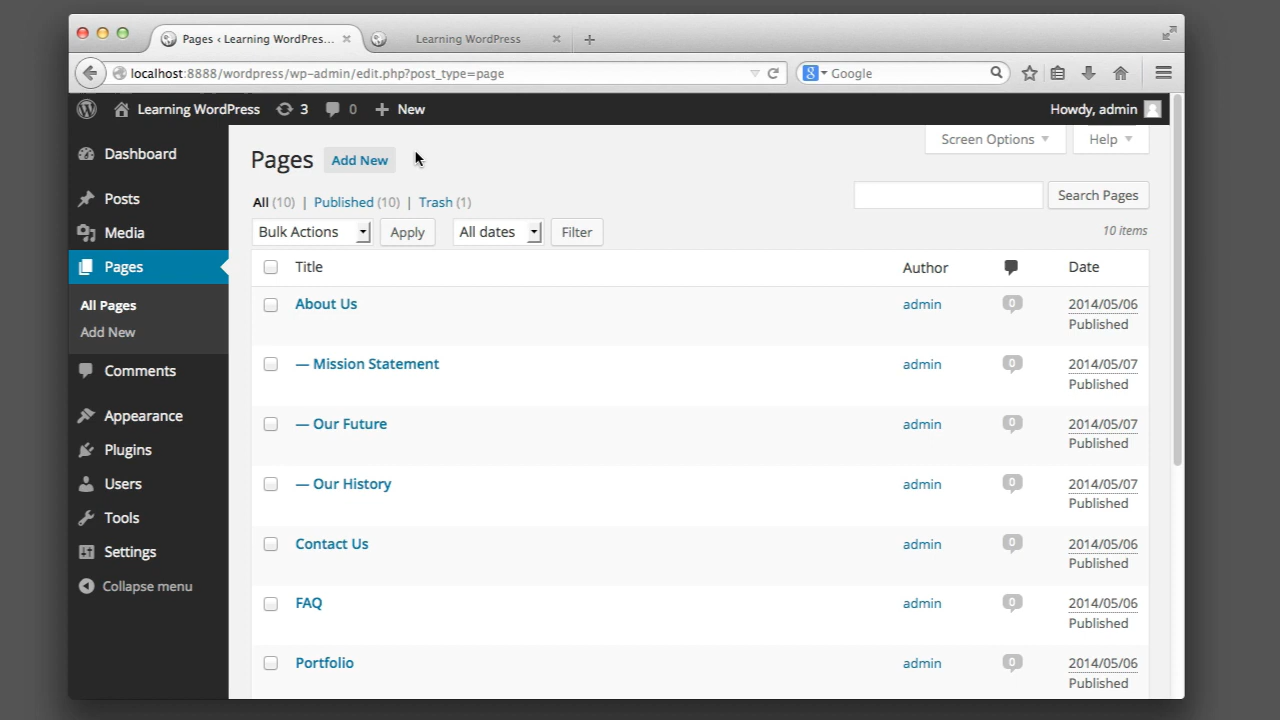 Pages ‹ Learning WordPres... Learning WordPress
localhost:8888/wordpress/wp-admin/edit.php?post_type=page Google
Learning WordPress 3 0 New Howdy, admin
Dashboard
Posts
Media
Pages
All Pages
Add New
Comments
Appearance
Plugins
Users
Tools
Settings
Collapse menu
Screen Options Help
Pages Add New
All (10) | Published (10) | Trash (1) Search Pages
Bulk Actions Apply All dates Filter 10 items
Title Author Date
About Us admin 0 2014/05/06
Published
— Mission Statement admin 0 2014/05/07
Published
— Our Future admin 0 2014/05/07
Published
— Our History admin 0 2014/05/07
Published
Contact Us admin 0 2014/05/06
Published
FAQ admin 0 2014/05/06
Published
Portfolio admin 0 2014/05/06
Published